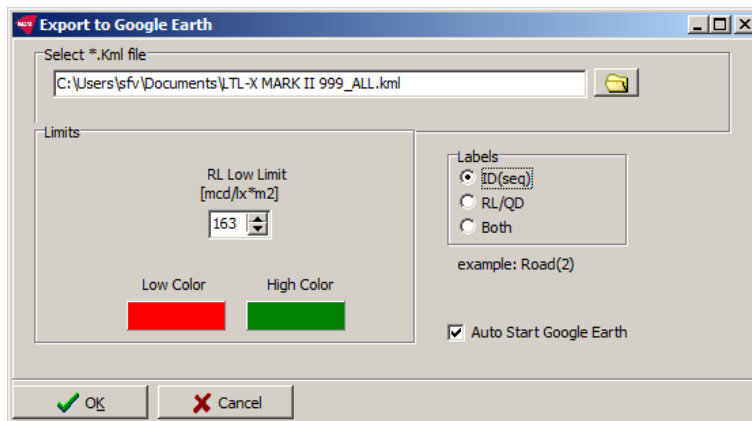 Export to Google Earth
Select *.Kml file
C:\Users\sfv\Documents\LTL-X MARK II 999_ALL.kml
Limits
RL Low Limit
[mcd/lx*m2]
163
Low Color High Color
Labels
ID(seq)
RL/QD
Both
example: Road(2)
Auto Start Google Earth
OK Cancel